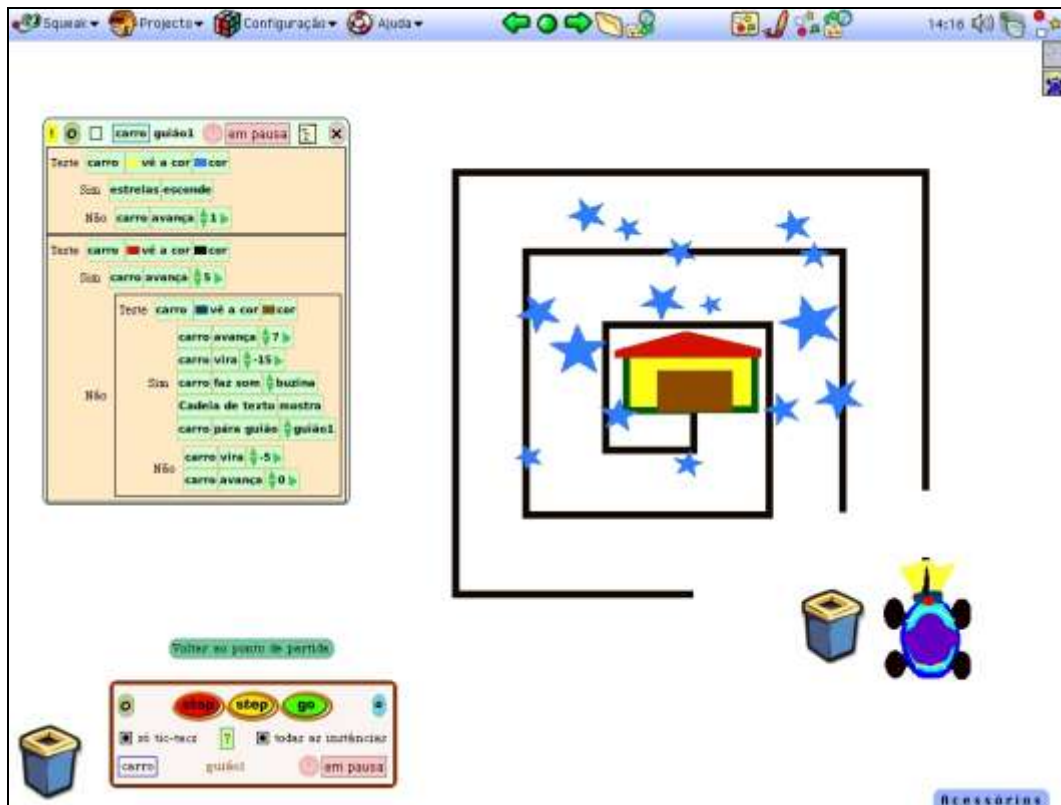 Squeak Projecto Configuração Ajuda 14:16
! carro guião1 em pausa
Teste carro vê a cor cor
Sim estrelas esconde
Não carro avança 1
Teste carro vê a cor cor
Sim carro avança 5
Teste carro vê a cor cor
carro avança 7
carro vira -15
Não Sim carro faz som buzina
Cadeia de texto mostra
carro pára guião guião1
carro vira -5
Não
carro avança 0
Voltar ao ponto de partida
stop step go
só tic-tacs ? todas as instâncias
carro guião1 em pausa
Acessórios